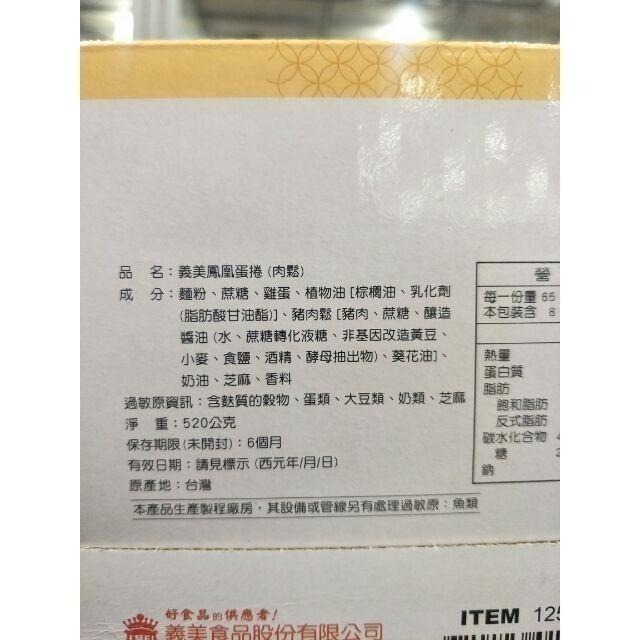 品　名：義美鳳凰蛋捲 (肉鬆)
成　分：麵粉、蔗糖、雞蛋、植物油 [棕櫚油、乳化劑
(脂肪酸甘油酯)]、豬肉鬆 [豬肉、蔗糖、釀造
醬油 (水、蔗糖轉化液糖、非基因改造黃豆、
小麥、食鹽、酒精、酵母抽出物)、葵花油]、
奶油、芝麻、香料
過敏原資訊：含麩質的穀物、蛋類、大豆類、奶類、芝麻
淨　重：520公克
保存期限(未開封)：6個月
有效日期：請見標示 (西元年/月/日)
原產地：台灣
本產品生產製程廠房，其設備或管線另有處理過敏原：魚類
營
每一份量 65
本包裝含 8
熱量
蛋白質
脂肪
飽和脂肪
反式脂肪
碳水化合物 4
糖 2
鈉
好食品的供應者!
義美食品股份有限公司
ITEM 125